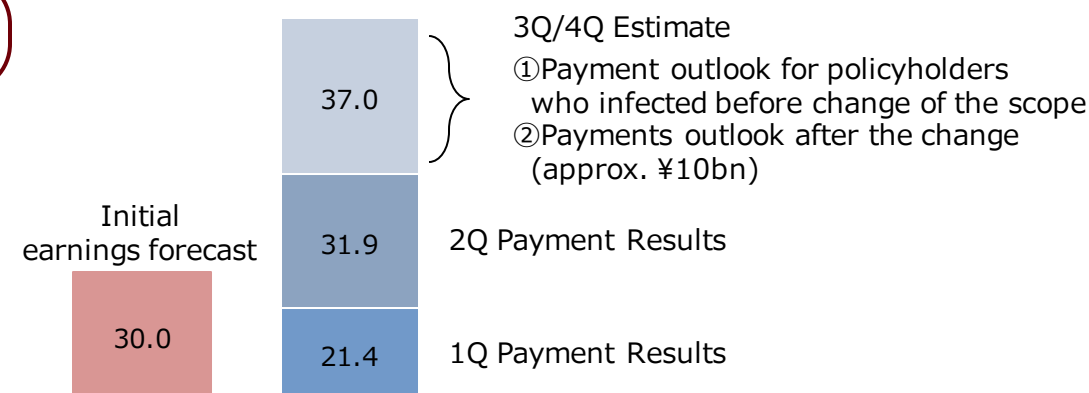 3Q/4Q Estimate
①Payment outlook for policyholders
who infected before change of the scope
②Payments outlook after the change
(approx. ¥10bn)
37.0
Initial
earnings forecast
31.9
2Q Payment Results
30.0
21.4
1Q Payment Results